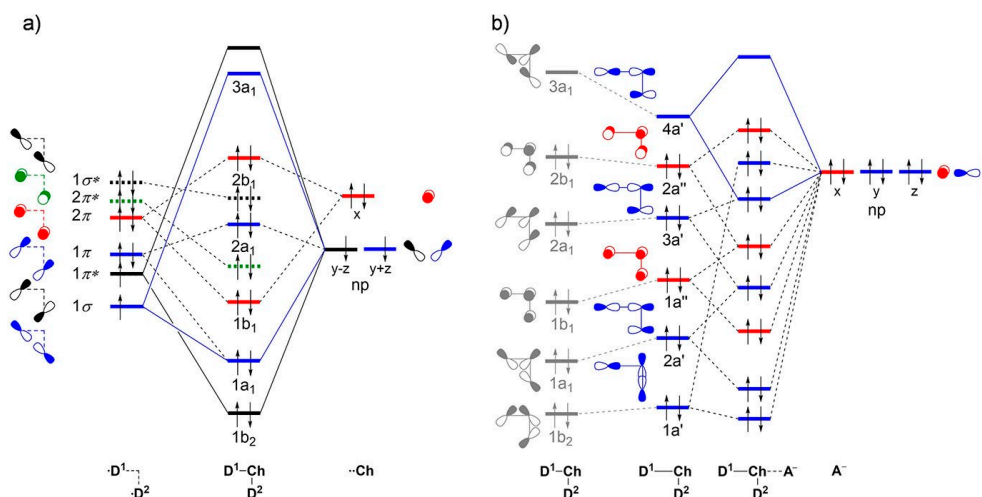 a)
1σ*
2π*
2π
1π
1π*
1σ
3a₁
2b₁
2a₁
1b₁
1a₁
1b₂
x
y-z
y+z
np
·D¹
·D²
D¹–Ch
D²
··Ch
b)
3a₁
2b₁
2a₁
1b₁
1a₁
1b₂
4a'
2a"
3a'
1a"
2a'
1a'
x
y
z
np
D¹–Ch
D²
D¹—Ch
D²
D¹—Ch---A⁻
D²
A⁻